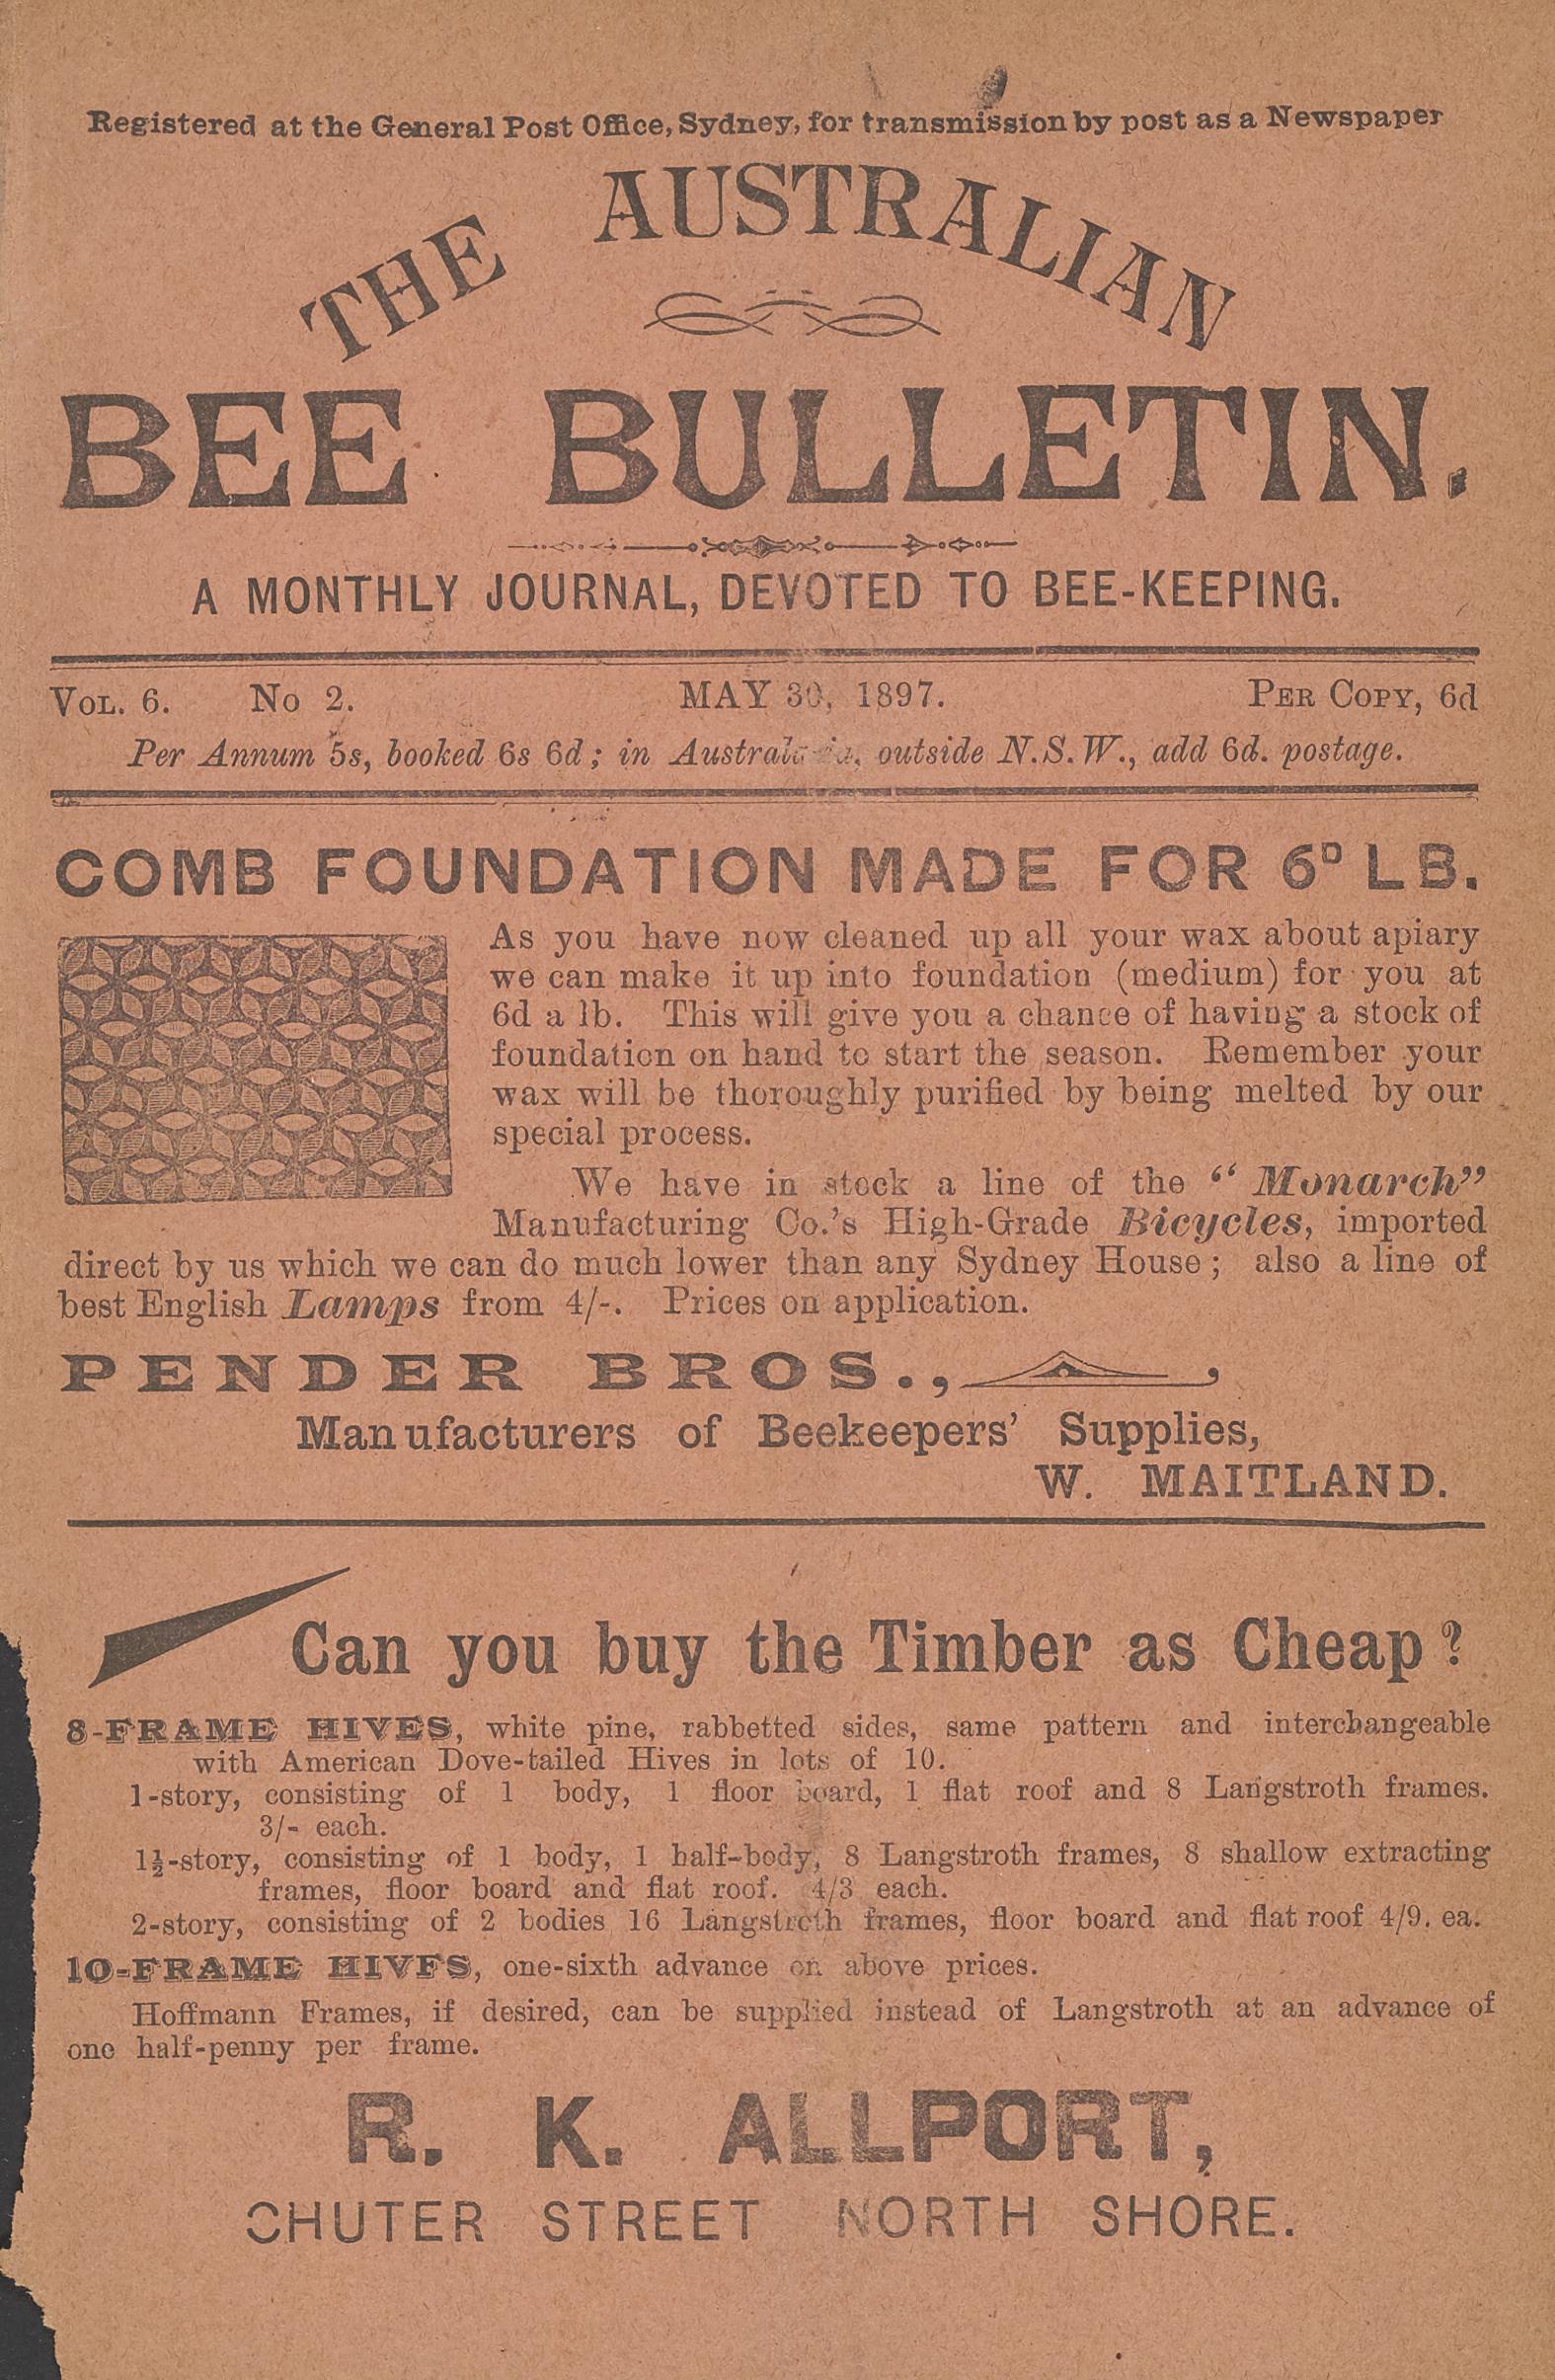 Registered at the General Post Office, Sydney, for transmission by post as a Newspaper
THE AUSTRALIAN
BEE BULLETIN.
A MONTHLY JOURNAL, DEVOTED TO BEE-KEEPING.
VOL. 6. No 2. MAY 30, 1897. PER COPY, 6d
Per Annum 5s, booked 6s 6d; in Australasia, outside N.S.W., add 6d. postage.
COMB FOUNDATION MADE FOR 6D LB.
As you have now cleaned up all your wax about apiary
we can make it up into foundation (medium) for you at
6d a lb. This will give you a chance of having a stock of
foundation on hand to start the season. Remember your
wax will be thoroughly purified by being melted by our
special process.
We have in stock a line of the “Monarch”
Manufacturing Co.’s High-Grade Bicycles, imported
direct by us which we can do much lower than any Sydney House; also a line of
best English Lamps from 4/-. Prices on application.
PENDER BROS.,
Manufacturers of Beekeepers’ Supplies,
W. MAITLAND.
Can you buy the Timber as Cheap?
8-FRAME HIVES, white pine, rabbetted sides, same pattern and interchangeable
with American Dove-tailed Hives in lots of 10.
1-story, consisting of 1 body, 1 floor board, 1 flat roof and 8 Langstroth frames.
3/- each.
1½-story, consisting of 1 body, 1 half-body, 8 Langstroth frames, 8 shallow extracting
frames, floor board and flat roof. 4/3 each.
2-story, consisting of 2 bodies 16 Langstroth frames, floor board and flat roof 4/9. ea.
10-FRAME HIVES, one-sixth advance on above prices.
Hoffmann Frames, if desired, can be supplied instead of Langstroth at an advance of
one half-penny per frame.
R. K. ALLPORT,
CHUTER STREET NORTH SHORE.